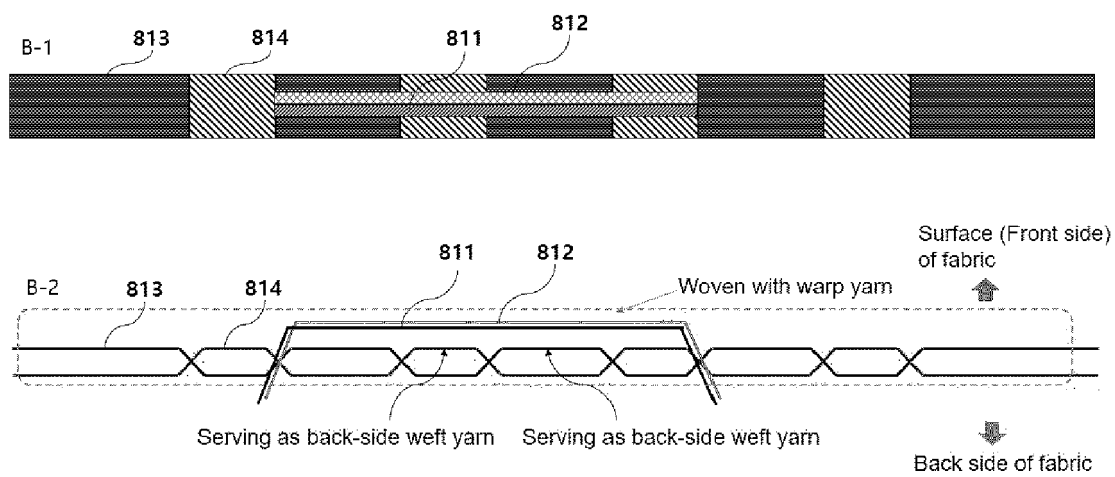 B-1
813
814
811
812
Surface (Front side)
of fabric
811
812
B-2
813
814
Woven with warp yarn
Serving as back-side weft yarn
Serving as back-side weft yarn
Back side of fabric